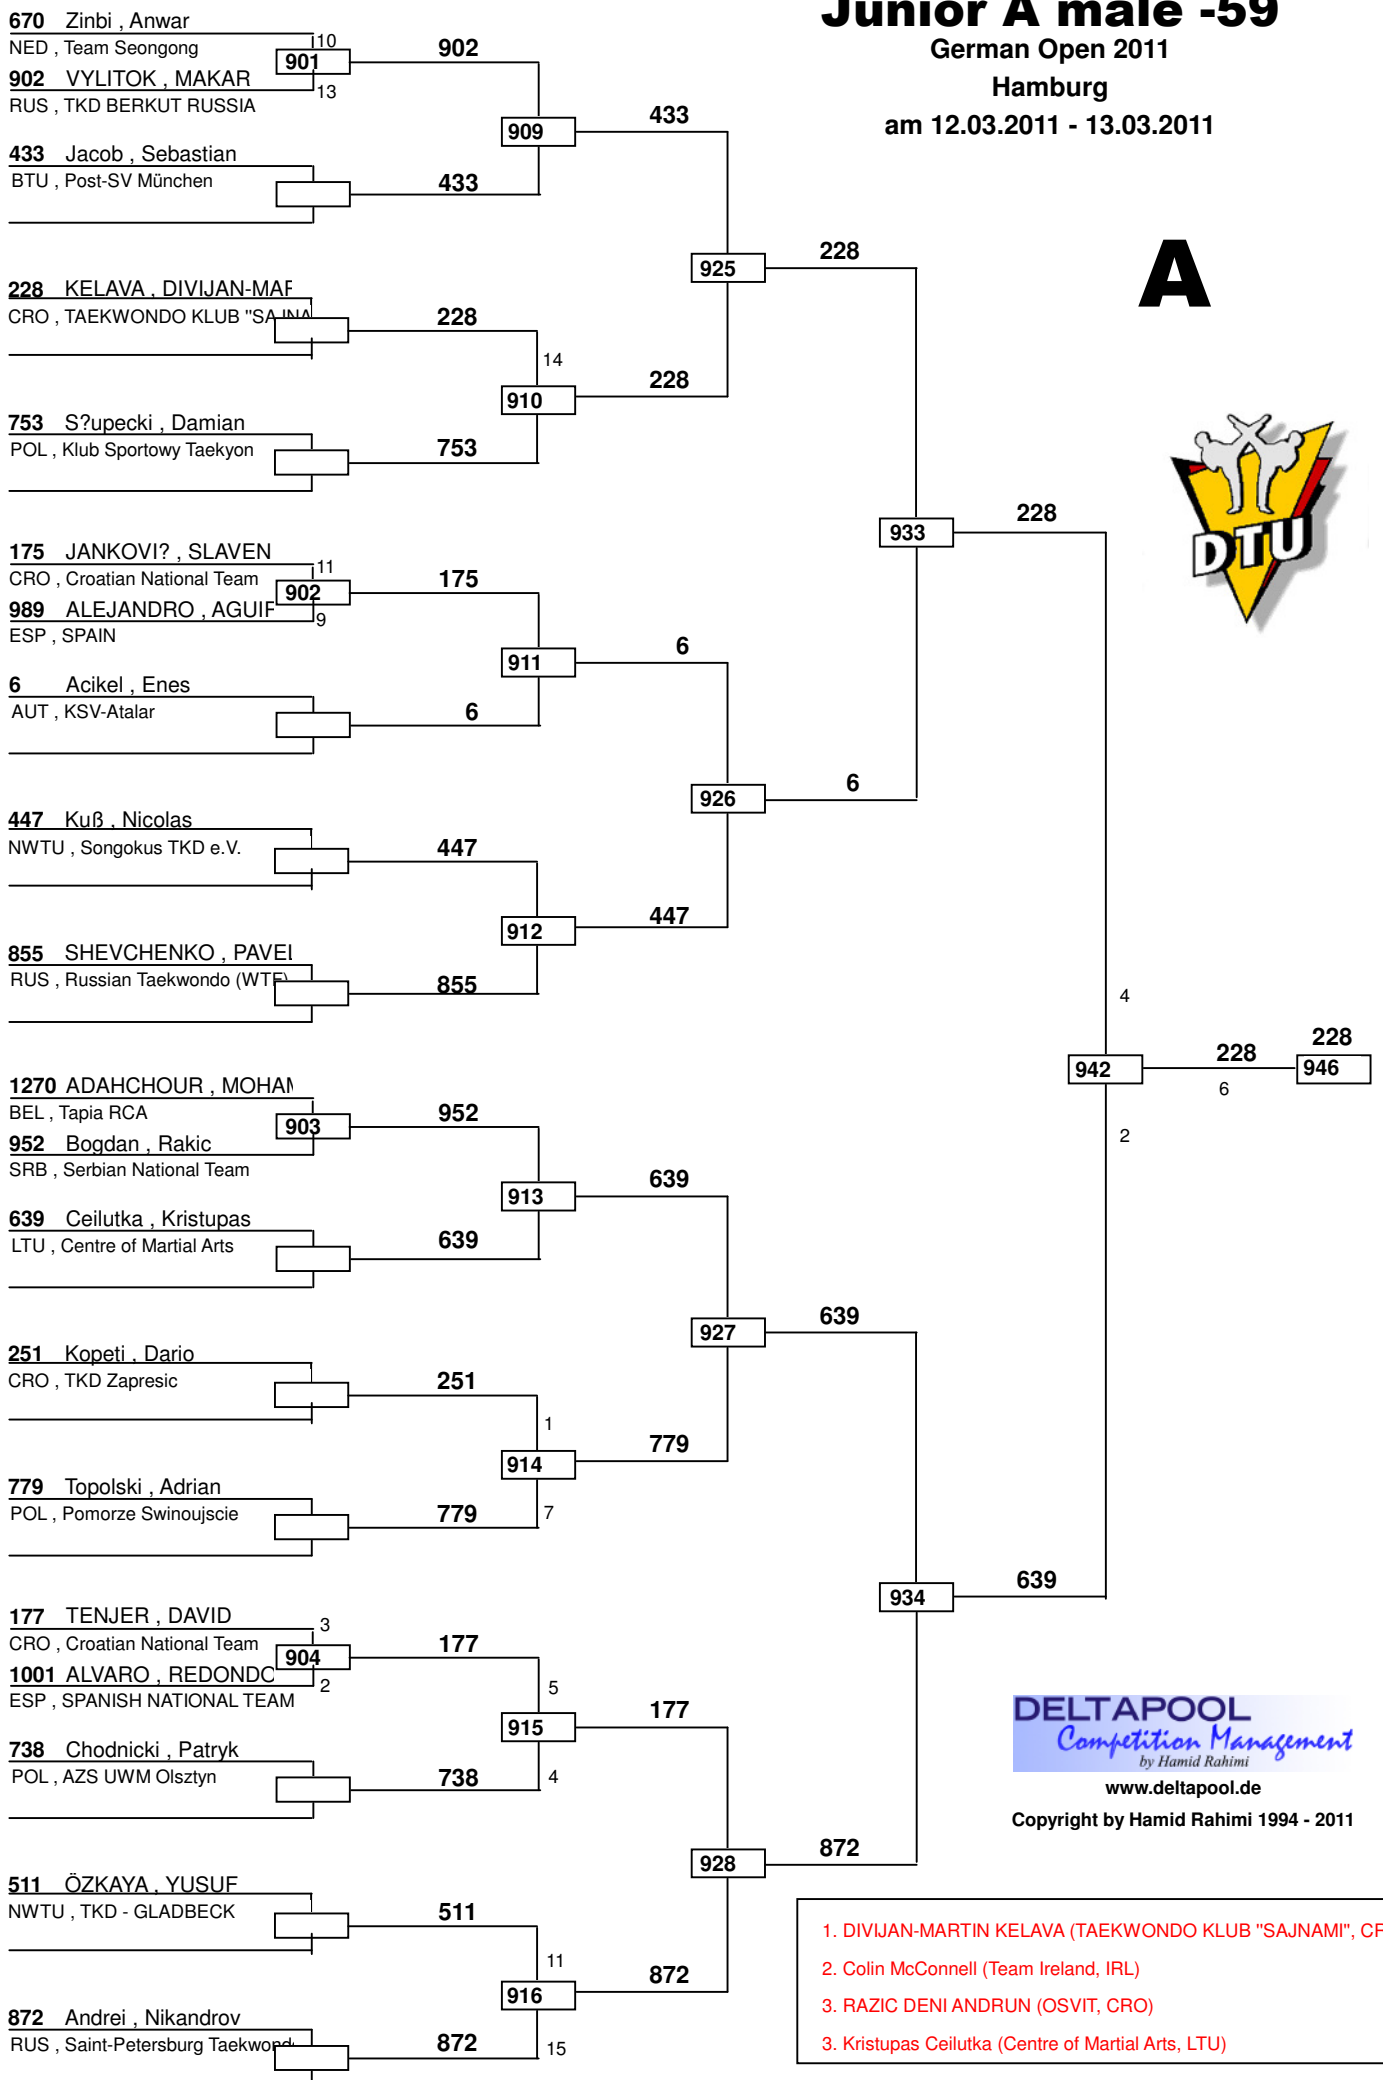 Junior A male -59
German Open 2011
Hamburg
am 12.03.2011 - 13.03.2011
A
670 Zinbi , Anwar
NED , Team Seongong
10
901
902
902 VYLITOK , MAKAR
13
RUS , TKD BERKUT RUSSIA
909
433
433 Jacob , Sebastian
BTU , Post-SV München
433
925
228
228 KELAVA , DIVIJAN-MAR
CRO , TAEKWONDO KLUB "SAJNA
228
14
910
228
753 S?upecki , Damian
POL , Klub Sportowy Taekyon
753
933
228
DTU
175 JANKOVI? , SLAVEN
CRO , Croatian National Team
11
902
175
989 ALEJANDRO , AGUIF
9
ESP , SPAIN
911
6
6 Acikel , Enes
AUT , KSV-Atalar
6
926
6
447 Kuß , Nicolas
NWTU , Songokus TKD e.V.
447
912
447
855 SHEVCHENKO , PAVEL
RUS , Russian Taekwondo (WTF)
855
4
942
228
6
228
946
2
1270 ADAHCHOUR , MOHAM
BEL , Tapia RCA
903
952
952 Bogdan , Rakic
SRB , Serbian National Team
913
639
639 Ceilutka , Kristupas
LTU , Centre of Martial Arts
639
927
639
251 Kopeti , Dario
CRO , TKD Zapresic
251
1
914
779
779 Topolski , Adrian
POL , Pomorze Swinoujscie
779
7
934
639
177 TENJER , DAVID
CRO , Croatian National Team
3
904
177
1001 ALVARO , REDONDO
2
ESP , SPANISH NATIONAL TEAM
5
915
177
738 Chodnicki , Patryk
POL , AZS UWM Olsztyn
738
4
928
872
511 ÖZKAYA , YUSUF
NWTU , TKD - GLADBECK
511
11
916
872
872 Andrei , Nikandrov
RUS , Saint-Petersburg Taekwond
872
15
DELTAPOOL
Competition Management
by Hamid Rahimi
www.deltapool.de
Copyright by Hamid Rahimi 1994 - 2011
1. DIVIJAN-MARTIN KELAVA (TAEKWONDO KLUB "SAJNAMI", CR
2. Colin McConnell (Team Ireland, IRL)
3. RAZIC DENI ANDRUN (OSVIT, CRO)
3. Kristupas Ceilutka (Centre of Martial Arts, LTU)